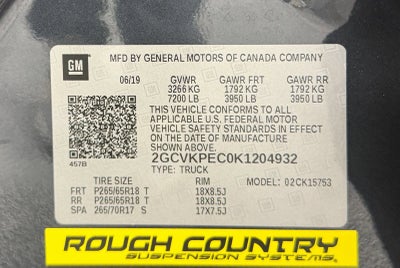 MFD BY GENERAL MOTORS OF CANADA COMPANY
GM
06/19 GVWR GAWR FRT GAWR RR
3266 KG 1792 KG 1792 KG
7200 LB 3950 LB 3950 LB
THIS VEHICLE CONFORMS TO ALL
APPLICABLE U.S. FEDERAL MOTOR
VEHICLE SAFETY STANDARDS IN
EFFECT ON THE DATE OF
MANUFACTURE SHOWN ABOVE.
457B
2GCVKPEC0K1204932
TYPE: TRUCK
TIRE SIZE RIM MODEL: 02CK15753
FRT P265/65R18 T 18X8.5J
RR P265/65R18 T 18X8.5J
SPA 265/70R17 S 17X7.5J
ROUGH COUNTRY
SUSPENSION SYSTEMS